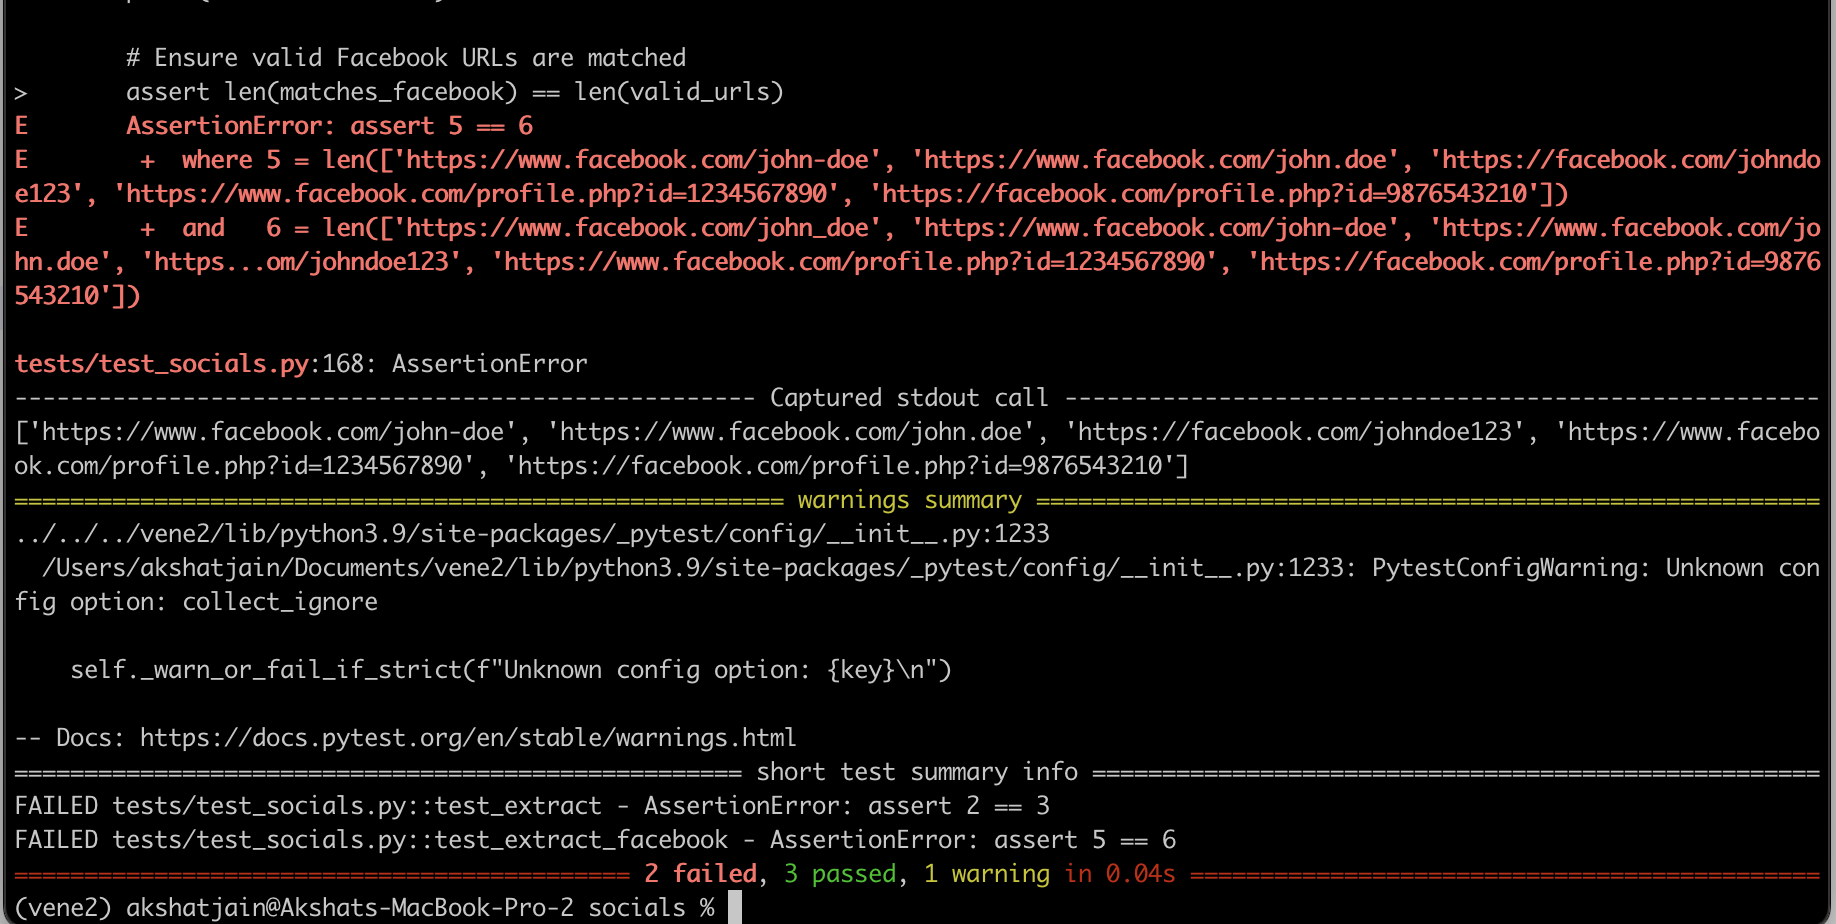 # Ensure valid Facebook URLs are matched
>       assert len(matches_facebook) == len(valid_urls)
E       AssertionError: assert 5 == 6
E        +  where 5 = len(['https://www.facebook.com/john-doe', 'https://www.facebook.com/john.doe', 'https://facebook.com/johndo
e123', 'https://www.facebook.com/profile.php?id=1234567890', 'https://facebook.com/profile.php?id=9876543210'])
E        +  and   6 = len(['https://www.facebook.com/john_doe', 'https://www.facebook.com/john-doe', 'https://www.facebook.com/jo
hn.doe', 'https...om/johndoe123', 'https://www.facebook.com/profile.php?id=1234567890', 'https://facebook.com/profile.php?id=9876
543210'])

tests/test_socials.py:168: AssertionError
----------------------------------------------------- Captured stdout call ------------------------------------------------------
['https://www.facebook.com/john-doe', 'https://www.facebook.com/john.doe', 'https://facebook.com/johndoe123', 'https://www.facebo
ok.com/profile.php?id=1234567890', 'https://facebook.com/profile.php?id=9876543210']
======================================================= warnings summary ========================================================
../../../vene2/lib/python3.9/site-packages/_pytest/config/__init__.py:1233
  /Users/akshatjain/Documents/vene2/lib/python3.9/site-packages/_pytest/config/__init__.py:1233: PytestConfigWarning: Unknown con
fig option: collect_ignore

    self._warn_or_fail_if_strict(f"Unknown config option: {key}\n")

-- Docs: https://docs.pytest.org/en/stable/warnings.html
==================================================== short test summary info ====================================================
FAILED tests/test_socials.py::test_extract - AssertionError: assert 2 == 3
FAILED tests/test_socials.py::test_extract_facebook - AssertionError: assert 5 == 6
============================================ 2 failed, 3 passed, 1 warning in 0.04s =============================================
(vene2) akshatjain@Akshats-MacBook-Pro-2 socials %